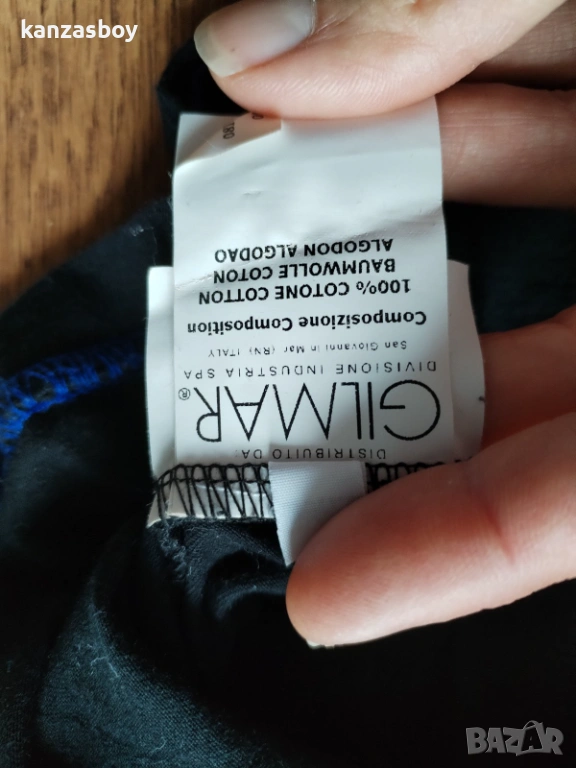 kanzasboy
DISTRIBUITO DA
GILMAR®
DIVISIONE INDUSTRIA SPA
San Giovanni in Mar (RN) ITALY
Composizione Composition
100% COTONE COTTON
BAUMWOLLE COTON
ALGODON ALGODAO
BAZAR